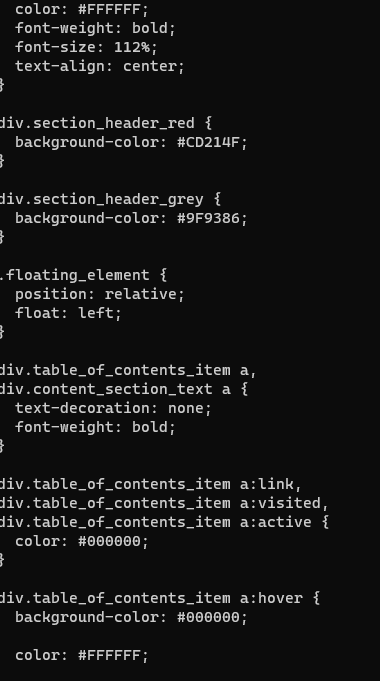 color: #FFFFFF;
font-weight: bold;
font-size: 112%;
text-align: center;
}
div.section_header_red {
background-color: #CD214F;
}
div.section_header_grey {
background-color: #9F9386;
}
.floating_element {
position: relative;
float: left;
}
div.table_of_contents_item a,
div.content_section_text a {
text-decoration: none;
font-weight: bold;
}
div.table_of_contents_item a:link,
div.table_of_contents_item a:visited,
div.table_of_contents_item a:active {
color: #000000;
}
div.table_of_contents_item a:hover {
background-color: #000000;
color: #FFFFFF;